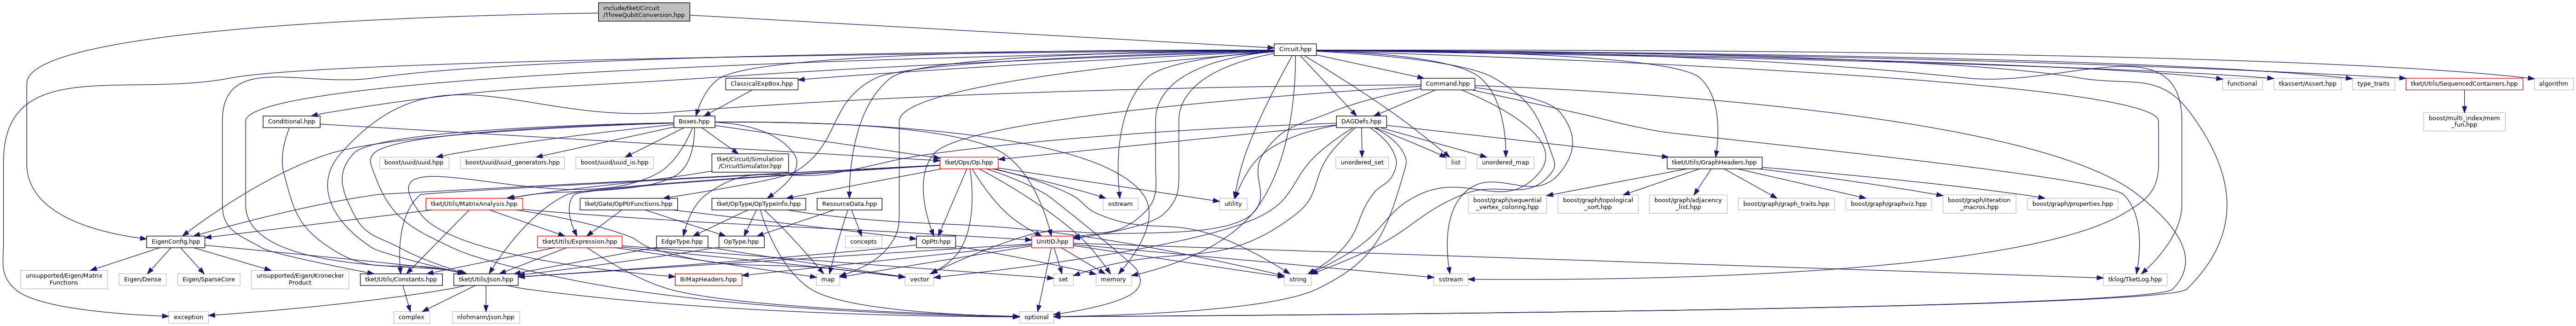 include/tket/Circuit
/ThreeQubitConversion.hpp
Circuit.hpp
ClassicalExpBox.hpp
Command.hpp
functional
tkassert/Assert.hpp
type_traits
tket/Utils/SequencedContainers.hpp
algorithm
Conditional.hpp
Boxes.hpp
DAGDefs.hpp
boost/multi_index/mem
_fun.hpp
boost/uuid/uuid.hpp
boost/uuid/uuid_generators.hpp
boost/uuid/uuid_io.hpp
tket/Circuit/Simulation
/CircuitSimulator.hpp
tket/Ops/Op.hpp
unordered_set
list
unordered_map
tket/Utils/GraphHeaders.hpp
tket/Utils/MatrixAnalysis.hpp
tket/Gate/OpPtrFunctions.hpp
tket/OpType/OpTypeInfo.hpp
ResourceData.hpp
ostream
utility
boost/graph/sequential
_vertex_coloring.hpp
boost/graph/topological
_sort.hpp
boost/graph/adjacency
_list.hpp
boost/graph/graph_traits.hpp
boost/graph/graphviz.hpp
boost/graph/iteration
_macros.hpp
boost/graph/properties.hpp
EigenConfig.hpp
tket/Utils/Expression.hpp
EdgeType.hpp
OpType.hpp
concepts
OpPtr.hpp
UnitID.hpp
unsupported/Eigen/Matrix
Functions
Eigen/Dense
Eigen/SparseCore
unsupported/Eigen/Kronecker
Product
tket/Utils/Constants.hpp
tket/Utils/Json.hpp
BiMapHeaders.hpp
map
vector
set
memory
string
sstream
tklog/TketLog.hpp
exception
complex
nlohmann/json.hpp
optional